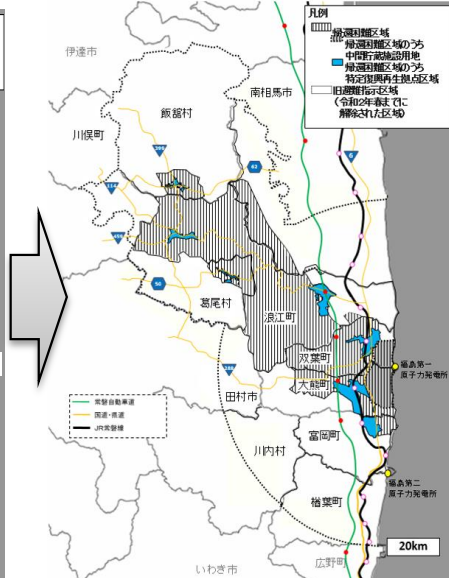 凡例
帰還困難区域
帰還困難区域のうち
中間貯蔵施設用地
帰還困難区域のうち
特定復興再生拠点区域
旧避難指示区域
（令和2年春までに
解除された区域）
伊達市
南相馬市
飯舘村
川俣町
399
62
6
114
459
50
葛尾村
浪江町
双葉町
大熊町
福島第一
原子力発電所
288
田村市
常磐自動車道
国道・県道
JR常磐線
富岡町
川内村
福島第二
原子力発電所
楢葉町
20km
広野町
いわき市